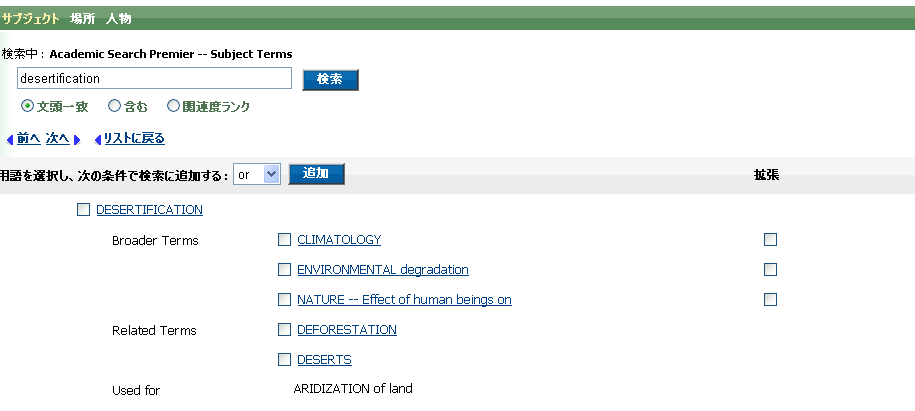 サブジェクト 場所 人物
検索中 : Academic Search Premier -- Subject Terms
desertification 検索
文頭一致 含む 関連度ランク
前へ 次へ リストに戻る
用語を選択し、次の条件で検索に追加する : or 追加 拡張
DESERTIFICATION
Broader Terms CLIMATOLOGY
ENVIRONMENTAL degradation
NATURE -- Effect of human beings on
Related Terms DEFORESTATION
DESERTS
Used for ARIDIZATION of land